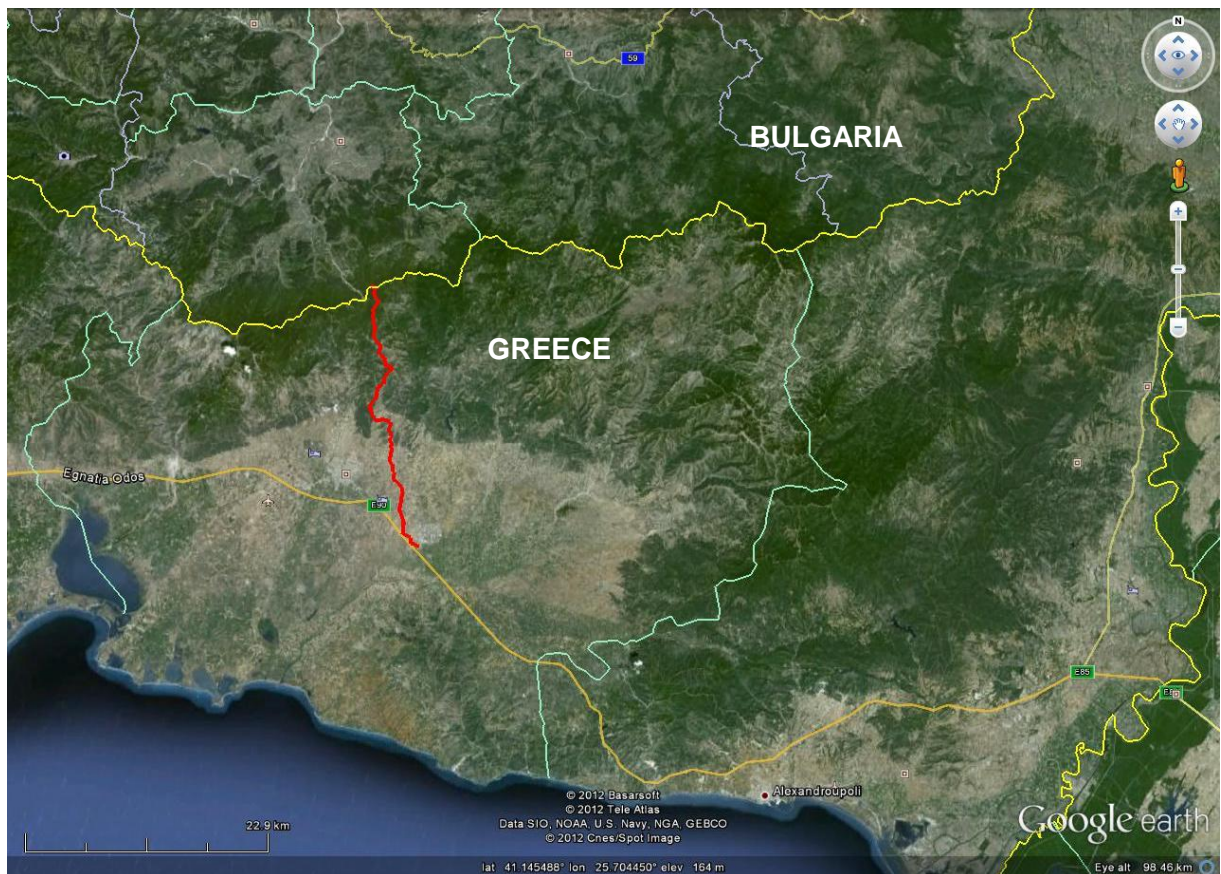 N
59
BULGARIA
GREECE
Egnatia Odos
E90
E85
Alexandroupoli
© 2012 Basarsoft
© 2012 Tele Atlas
Data SIO, NOAA, U.S. Navy, NGA, GEBCO
© 2012 Cnes/Spot Image
Google earth
22.9 km
lat 41.145488° lon 25.704450° elev 164 m
Eye alt 98.46 km